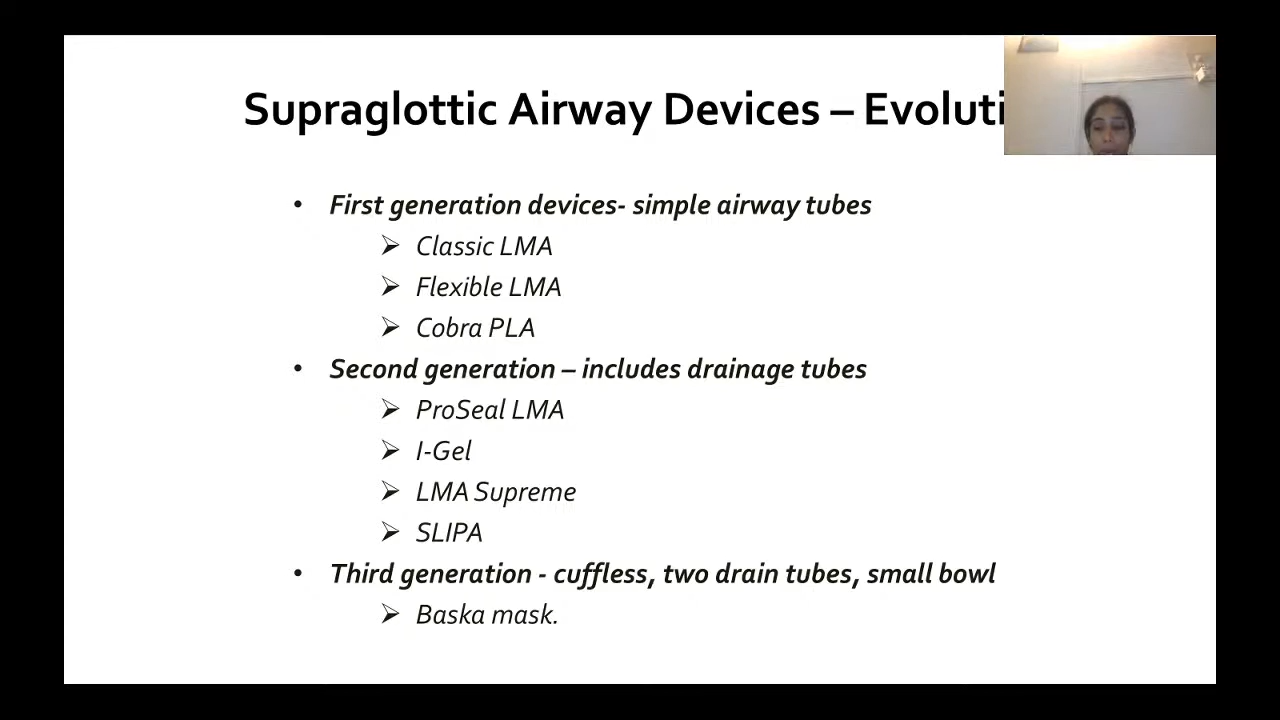 Supraglottic Airway Devices – Evoluti
• First generation devices- simple airway tubes
➢ Classic LMA
➢ Flexible LMA
➢ Cobra PLA
• Second generation – includes drainage tubes
➢ ProSeal LMA
➢ I-Gel
➢ LMA Supreme
➢ SLIPA
• Third generation - cuffless, two drain tubes, small bowl
➢ Baska mask.